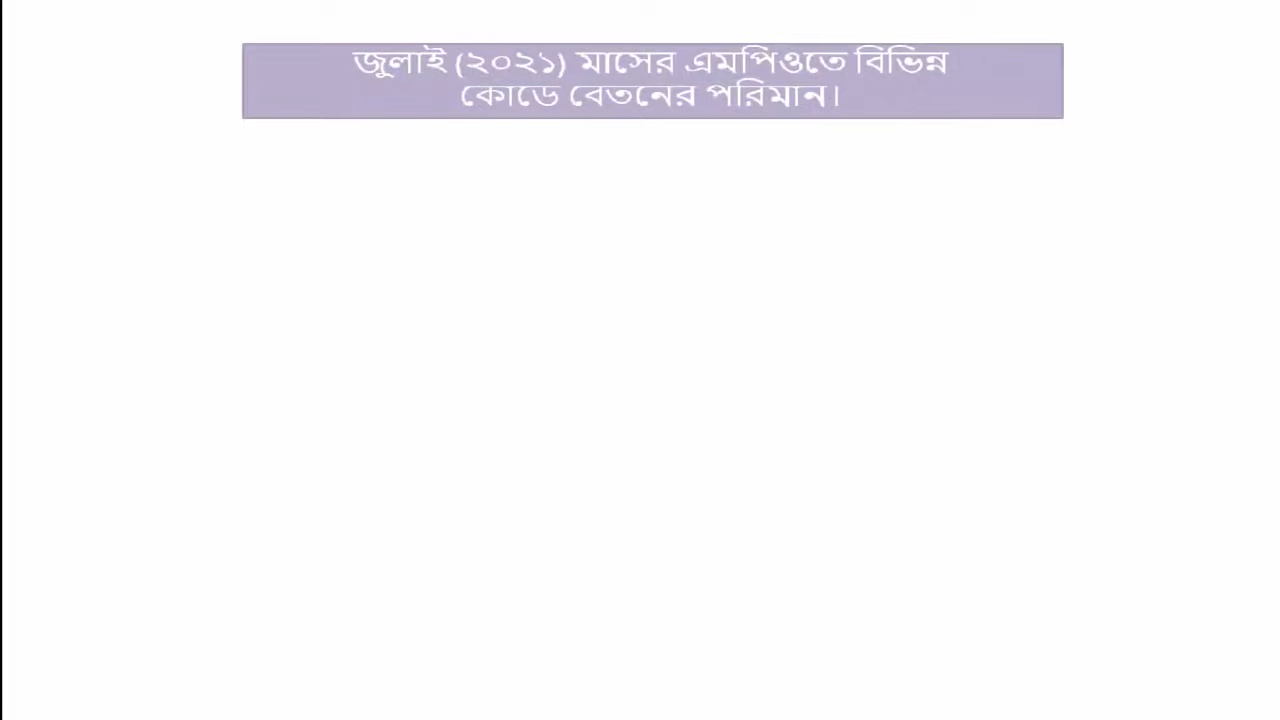 জুলাই (২০২১) মাসের এমপিওতে বিভিন্ন
কোডে বেতনের পরিমান।